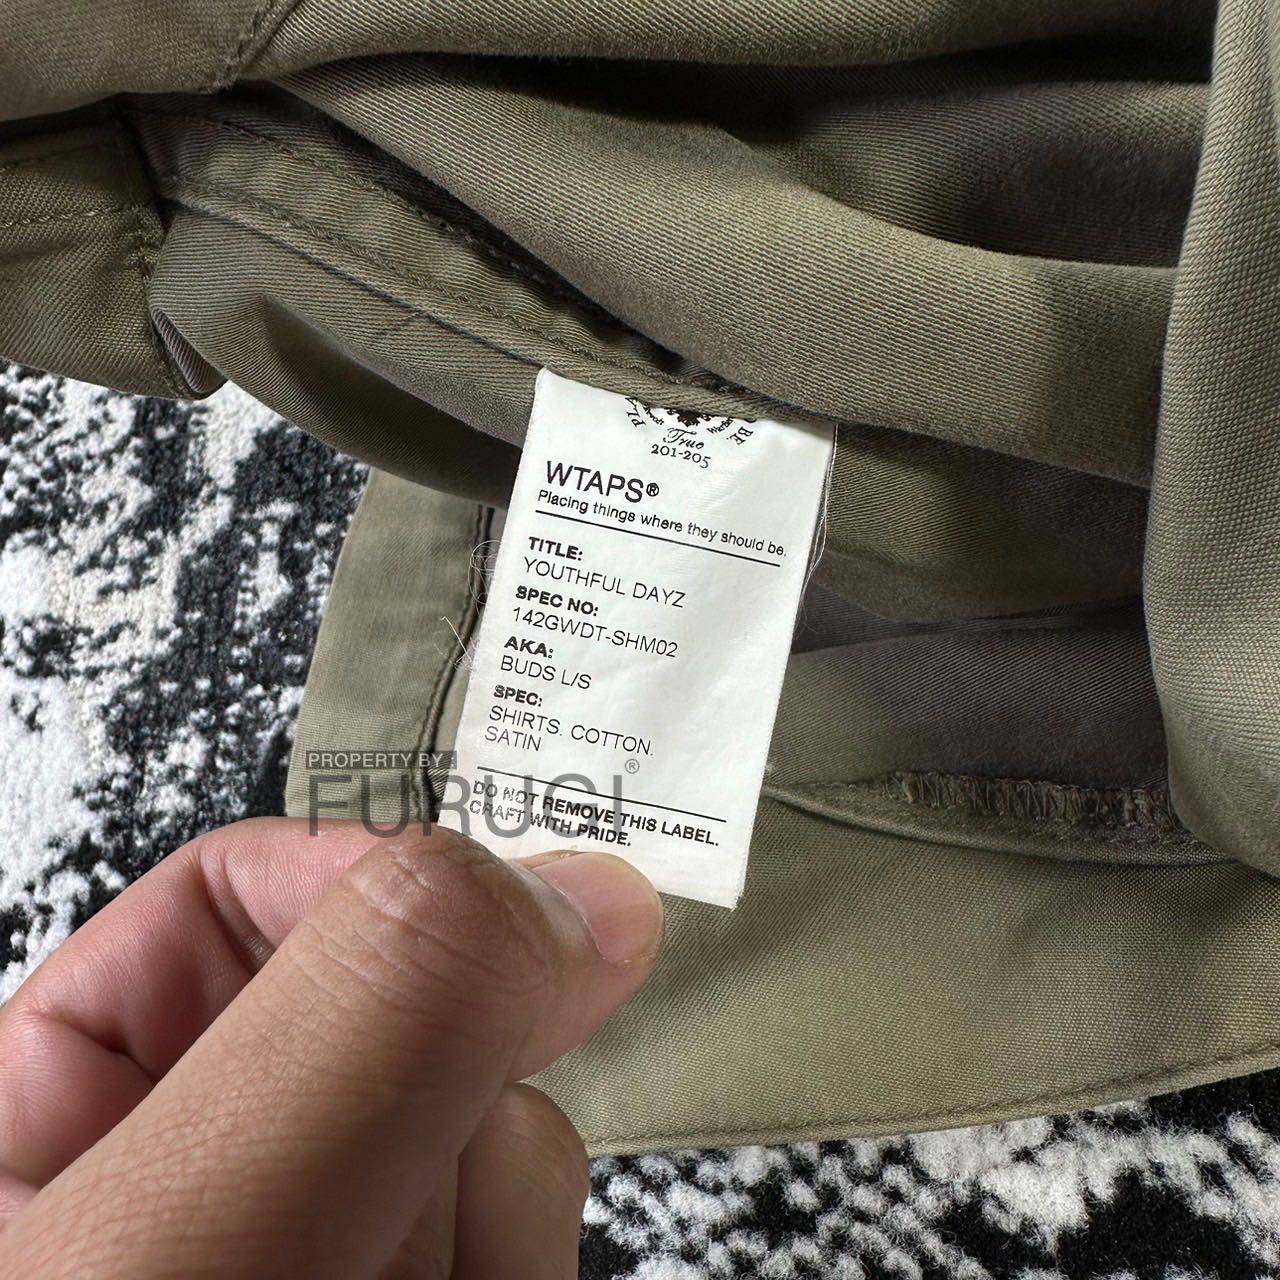 True
201-205
WTAPS®
Placing things where they should be.
TITLE:
YOUTHFUL DAYZ
SPEC NO:
142GWDT-SHM02
AKA:
BUDS L/S
SPEC:
SHIRTS. COTTON.
SATIN
DO NOT REMOVE THIS LABEL.
CRAFT WITH PRIDE.
PROPERTY BY
FURUGI®